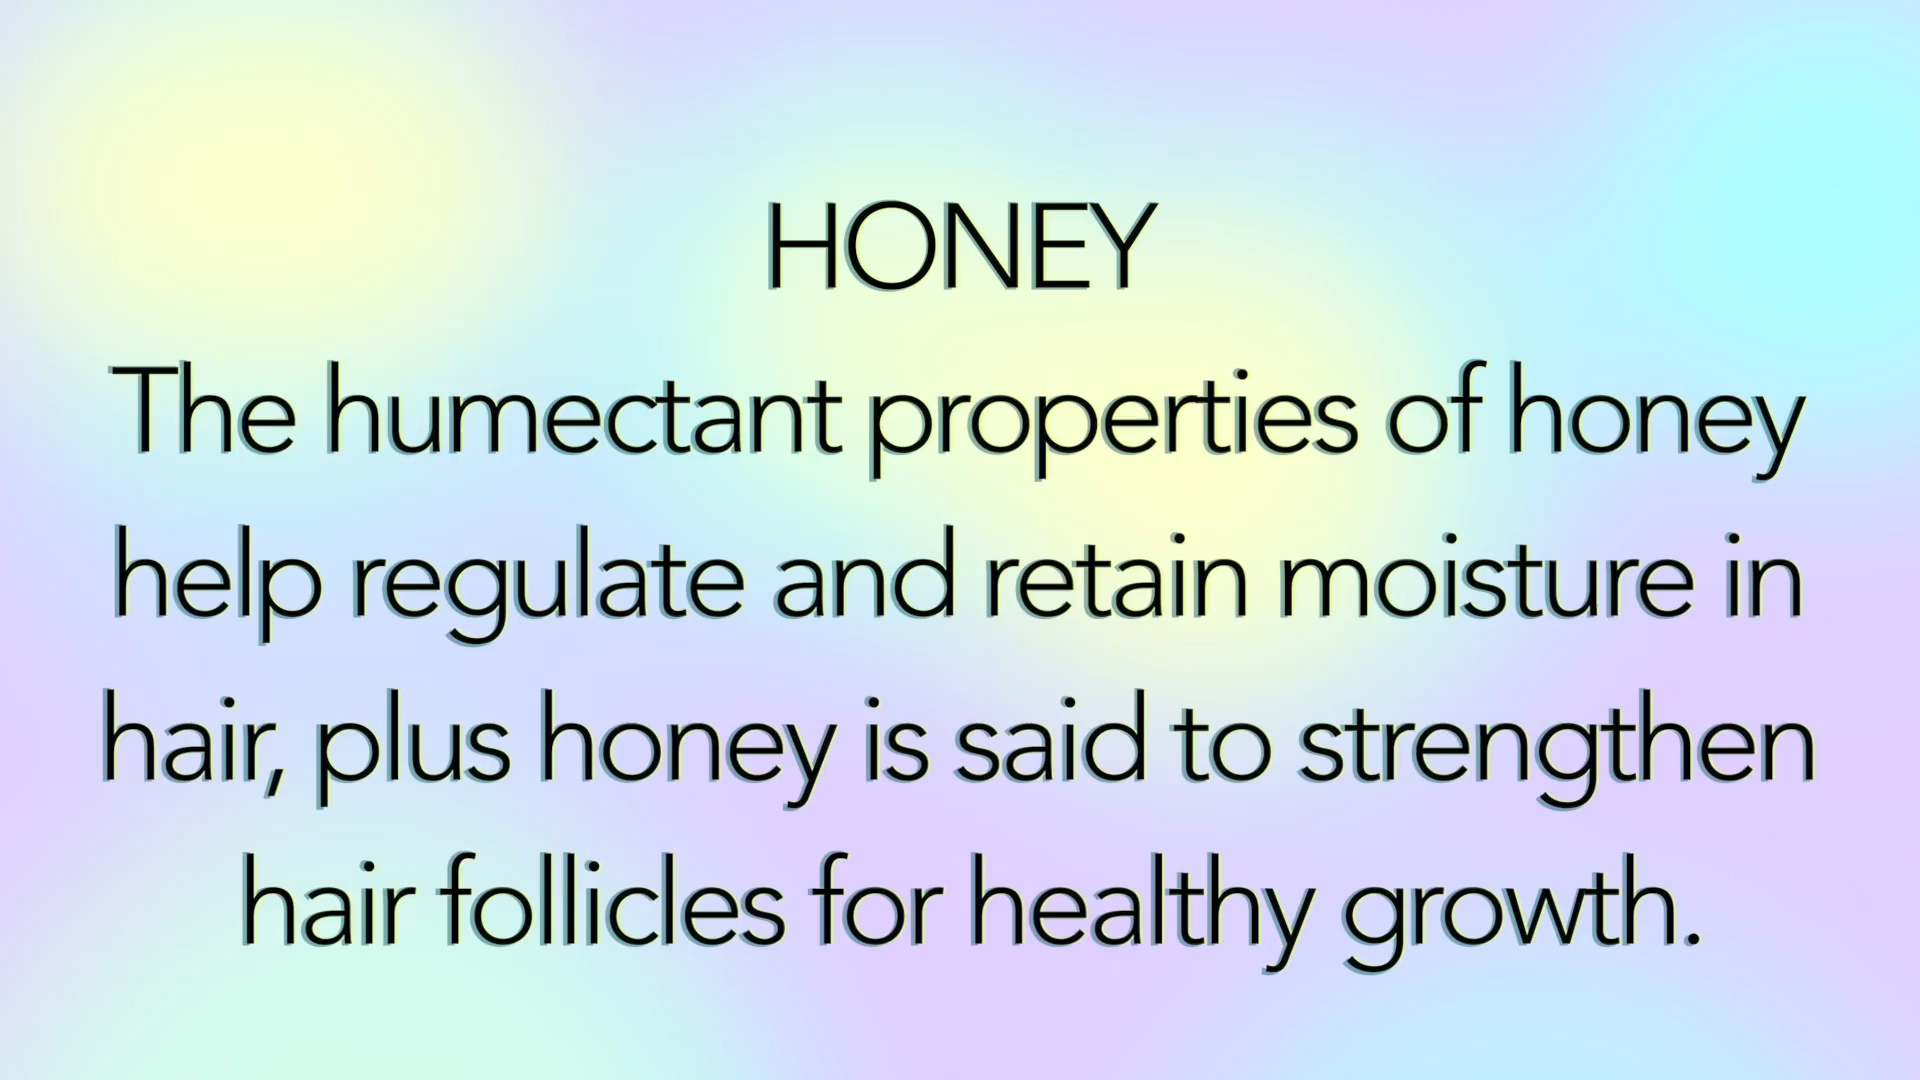 HONEY
The humectant properties of honey
help regulate and retain moisture in
hair, plus honey is said to strengthen
hair follicles for healthy growth.